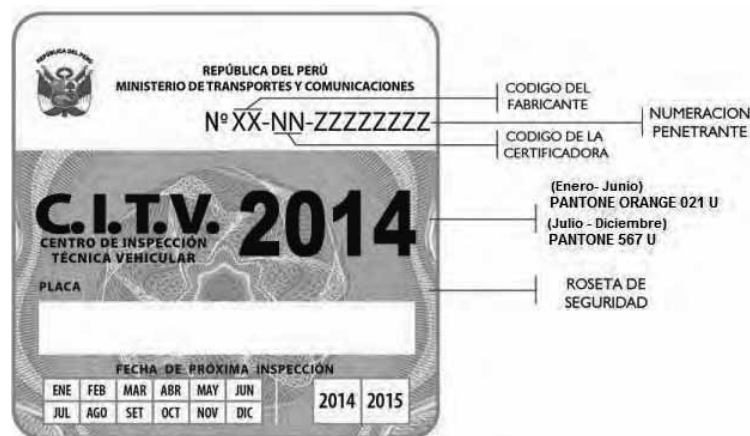 REPÚBLICA DEL PERÚ
REPÚBLICA DEL PERÚ
MINISTERIO DE TRANSPORTES Y COMUNICACIONES
Nº XX-NN-ZZZZZZZZ
CODIGO DEL
FABRICANTE
NUMERACION
PENETRANTE
CODIGO DE LA
CERTIFICADORA
C.I.T.V. 2014
CENTRO DE INSPECCIÓN
TÉCNICA VEHICULAR
(Enero- Junio)
PANTONE ORANGE 021 U
(Julio - Diciembre)
PANTONE 567 U
PLACA
ROSETA DE
SEGURIDAD
FECHA DE PRÓXIMA INSPECCIÓN
ENE FEB MAR ABR MAY JUN
JUL AGO SET OCT NOV DIC
2014 2015